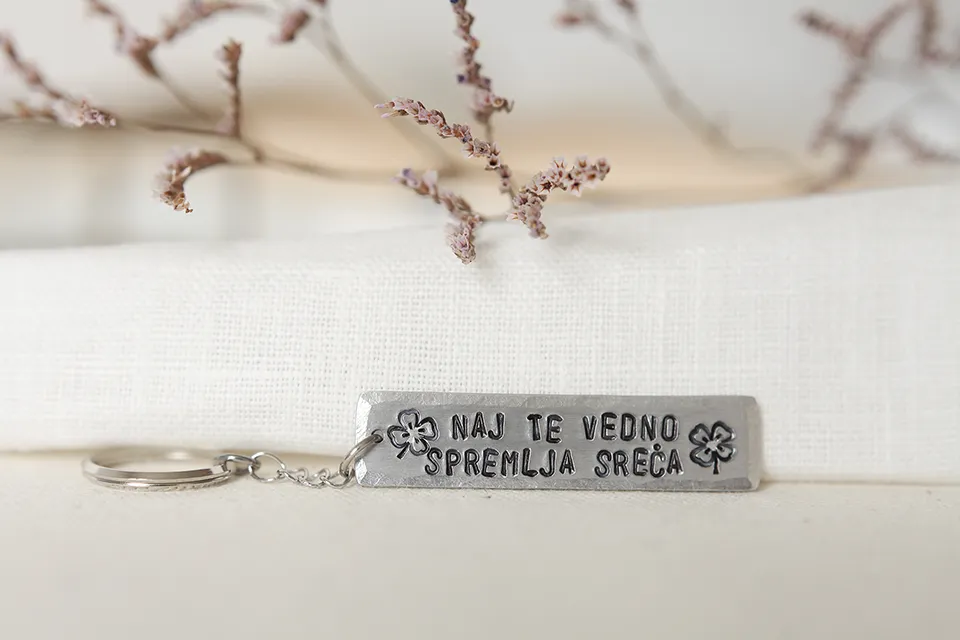 NAJ TE VEDNO
SPREMLJA SREČA